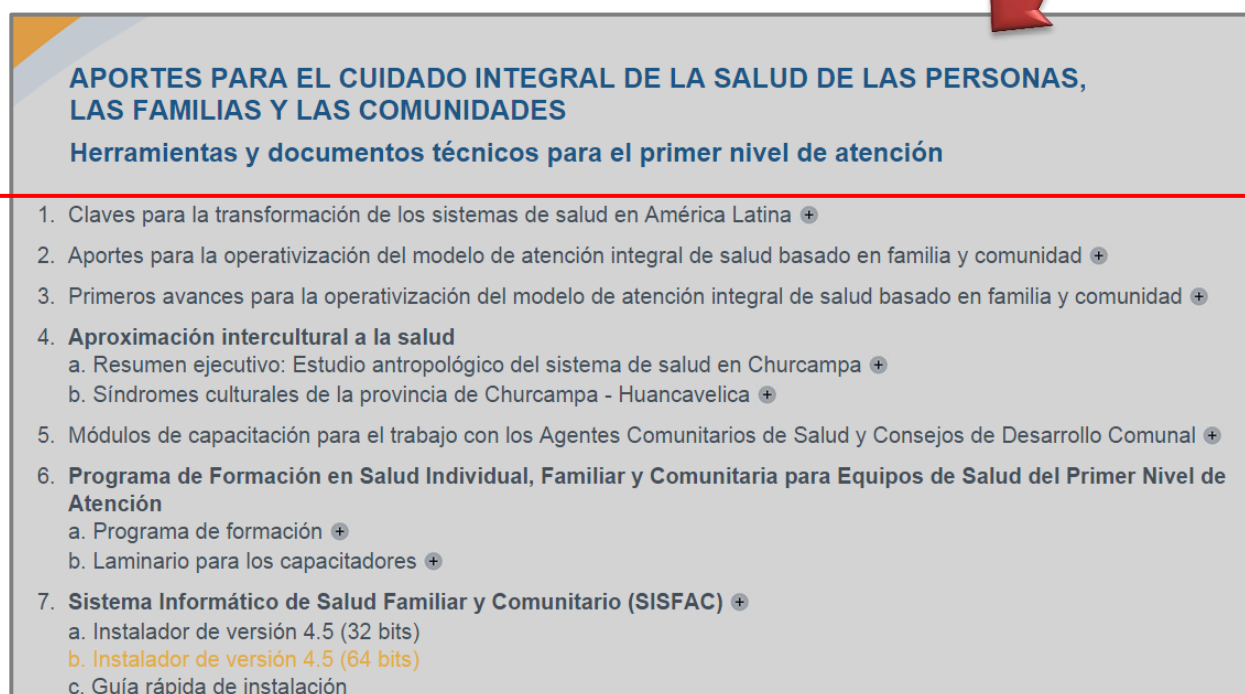 APORTES PARA EL CUIDADO INTEGRAL DE LA SALUD DE LAS PERSONAS,
LAS FAMILIAS Y LAS COMUNIDADES
Herramientas y documentos técnicos para el primer nivel de atención
1. Claves para la transformación de los sistemas de salud en América Latina
2. Aportes para la operativización del modelo de atención integral de salud basado en familia y comunidad
3. Primeros avances para la operativización del modelo de atención integral de salud basado en familia y comunidad
4. Aproximación intercultural a la salud
a. Resumen ejecutivo: Estudio antropológico del sistema de salud en Churcampa
b. Síndromes culturales de la provincia de Churcampa - Huancavelica
5. Módulos de capacitación para el trabajo con los Agentes Comunitarios de Salud y Consejos de Desarrollo Comunal
6. Programa de Formación en Salud Individual, Familiar y Comunitaria para Equipos de Salud del Primer Nivel de
Atención
a. Programa de formación
b. Laminario para los capacitadores
7. Sistema Informático de Salud Familiar y Comunitario (SISFAC)
a. Instalador de versión 4.5 (32 bits)
b. Instalador de versión 4.5 (64 bits)
c. Guía rápida de instalación